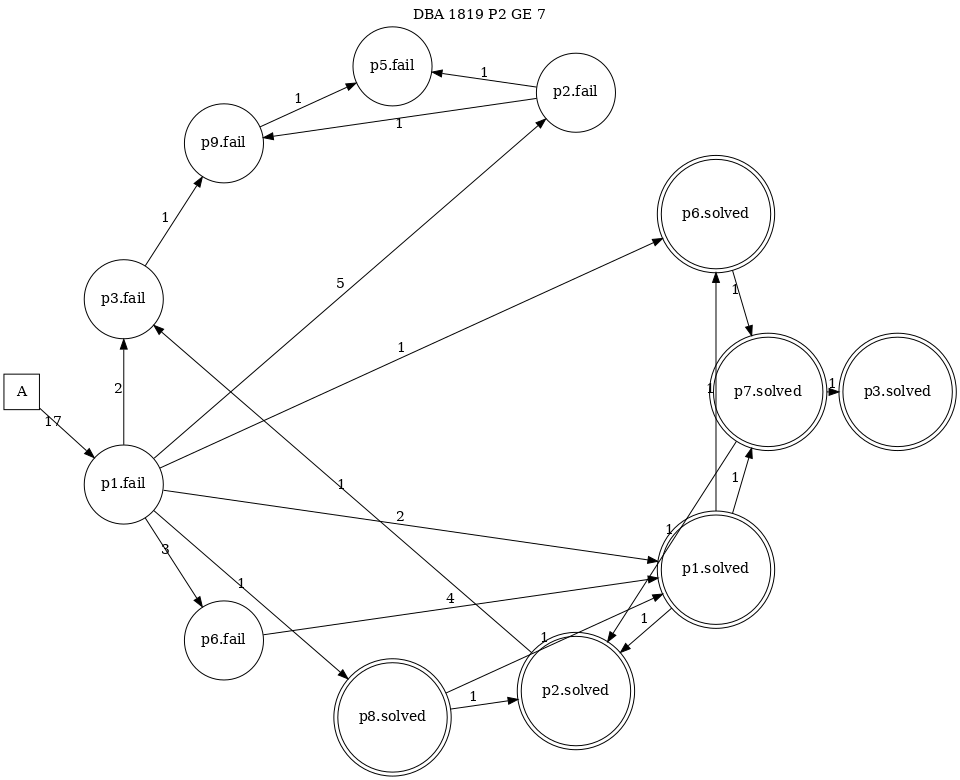 DBA 1819 P2 GE 7
p5.fail
1
p2.fail
1
1
p9.fail
p6.solved
1
5
1
p3.fail
1
2
A
17
1
p7.solved
1
p3.solved
p1.fail
1
1
2
1
3
1
p1.solved
4
1
p6.fail
1
p8.solved
1
p2.solved